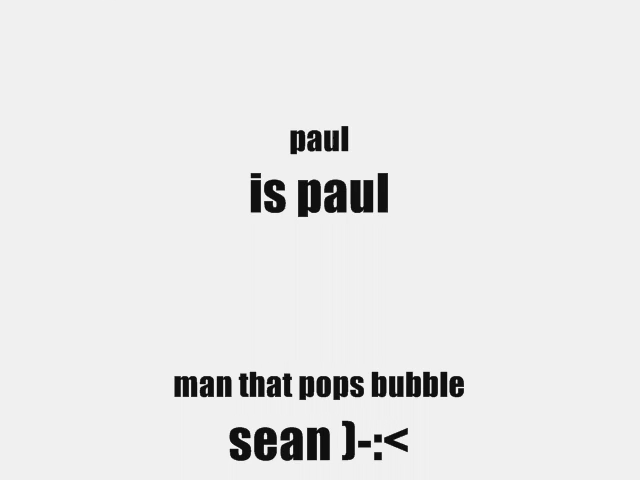 paul
is paul
man that pops bubble
sean )-:<